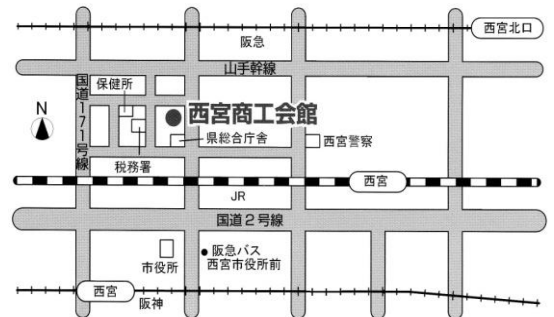 西宮北口
阪急
山手幹線
保健所
国道171号線
N
西宮商工会館
県総合庁舎
西宮警察
税務署
西宮
JR
国道2号線
市役所
阪急バス
西宮市役所前
西宮
阪神